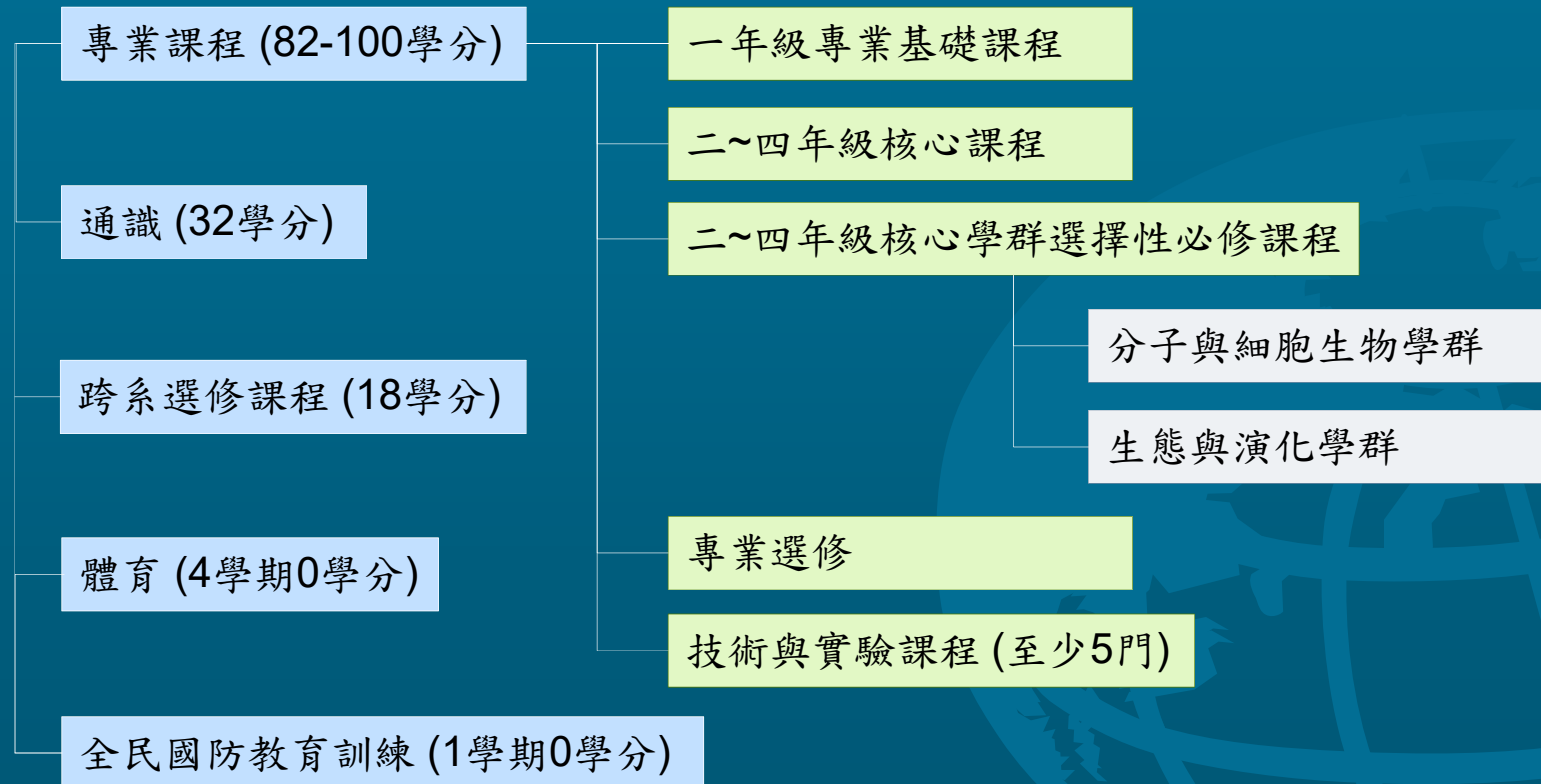 專業課程 (82-100學分)
通識 (32學分)
跨系選修課程 (18學分)
體育 (4學期0學分)
全民國防教育訓練 (1學期0學分)
一年級專業基礎課程
二~四年級核心課程
二~四年級核心學群選擇性必修課程
分子與細胞生物學群
生態與演化學群
專業選修
技術與實驗課程 (至少5門)